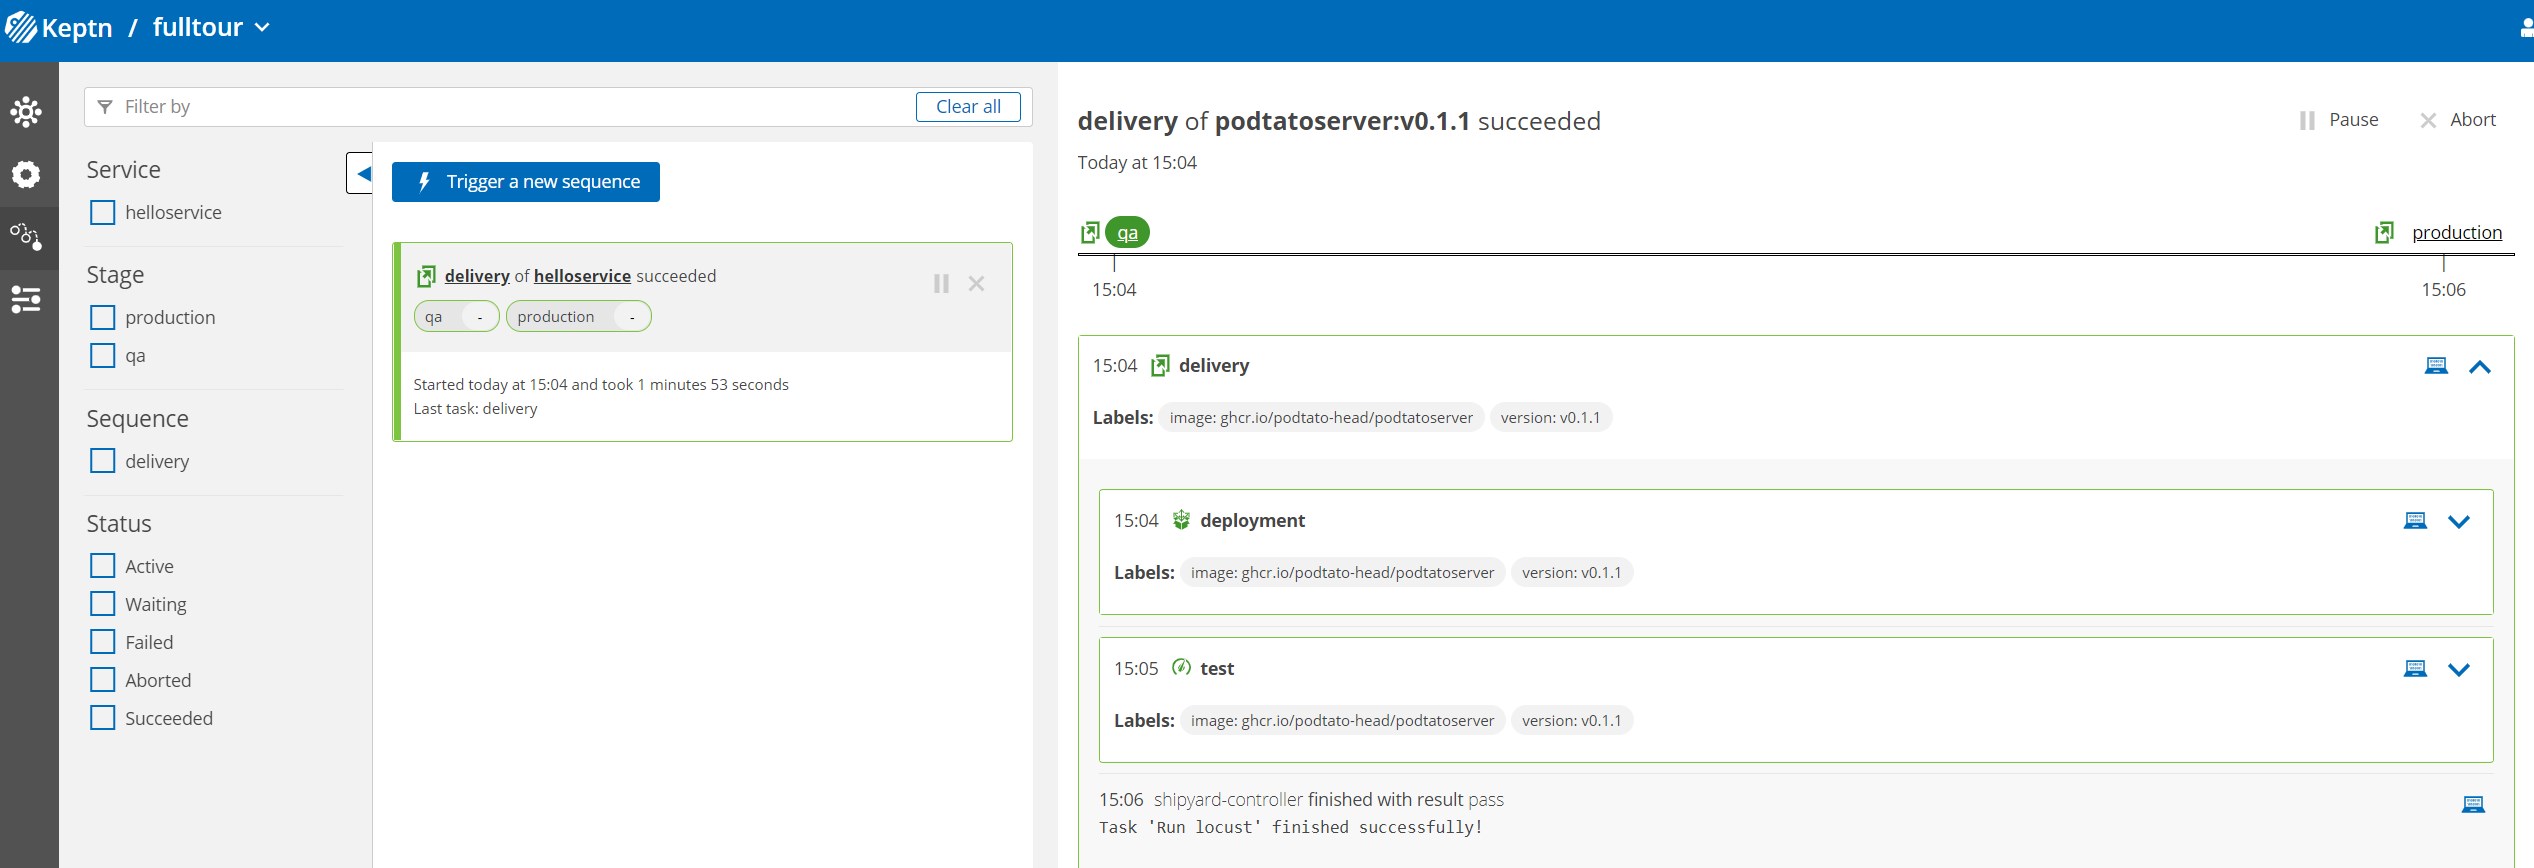 Keptn / fulltour
Filter by
Clear all
Service
helloservice
Stage
production
qa
Sequence
delivery
Status
Active
Waiting
Failed
Aborted
Succeeded
Trigger a new sequence
delivery of helloservice succeeded
qa -
production -
Started today at 15:04 and took 1 minutes 53 seconds
Last task: delivery
delivery of podtatoserver:v0.1.1 succeeded
Pause
Abort
Today at 15:04
qa
production
15:04
15:06
15:04 delivery
Labels: image: ghcr.io/podtato-head/podtatoserver version: v0.1.1
15:04 deployment
Labels: image: ghcr.io/podtato-head/podtatoserver version: v0.1.1
15:05 test
Labels: image: ghcr.io/podtato-head/podtatoserver version: v0.1.1
15:06 shipyard-controller finished with result pass
Task 'Run locust' finished successfully!